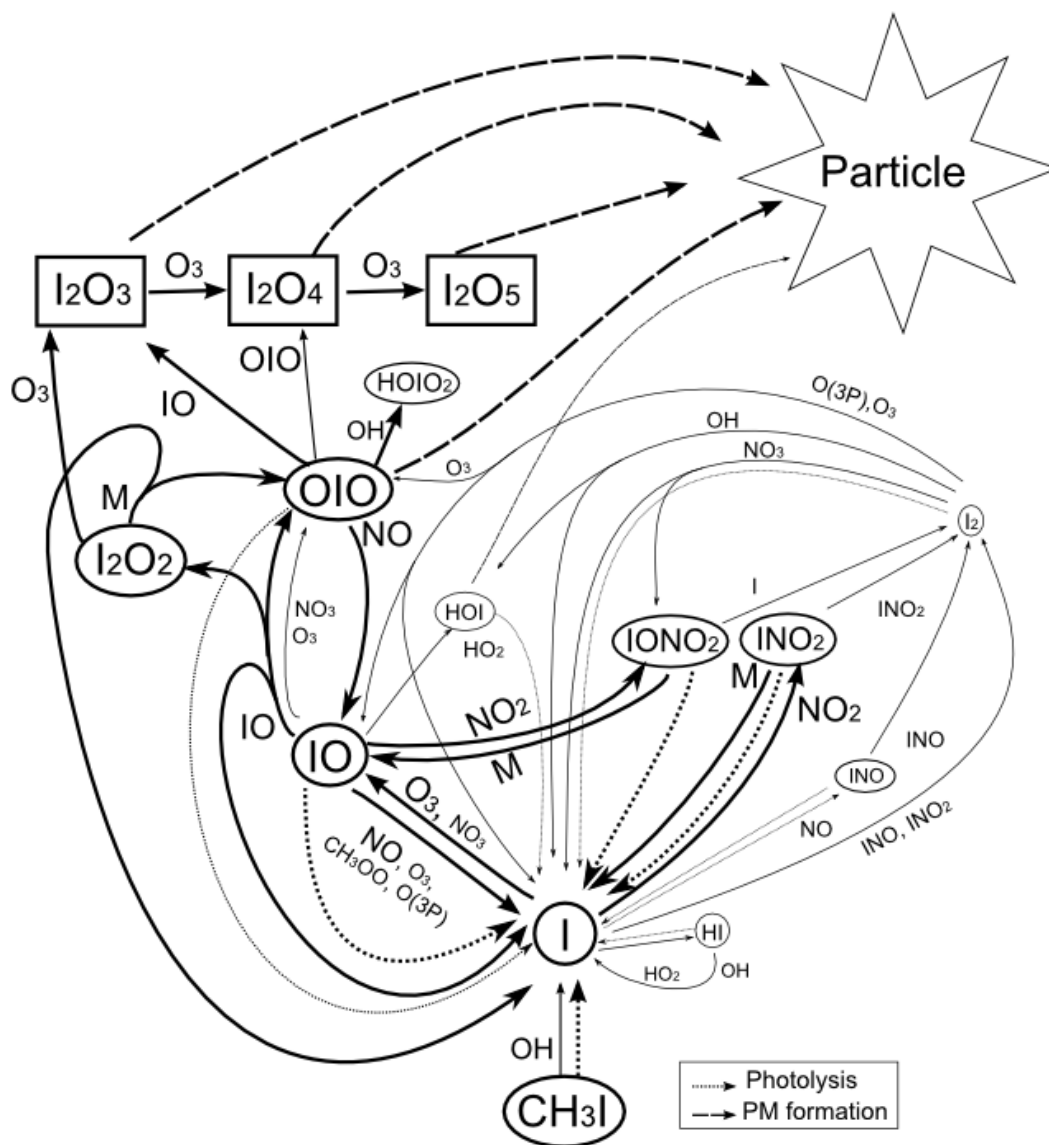 Particle
O3
O3
I2O3
I2O4
I2O5
O3
IO
OIO
HOIO2
OH
O(3P),O3
OH
NO3
O3
M
OIO
NO
I2
I2O2
NO3
O3
HOI
HO2
I
INO2
IONO2
INO2
M
NO2
IO
IO
NO2
M
INO
INO
NO
INO, INO2
O3, NO3
NO, O3,
CH3OO, O(3P)
I
HI
HO2
OH
OH
CH3I
Photolysis
PM formation